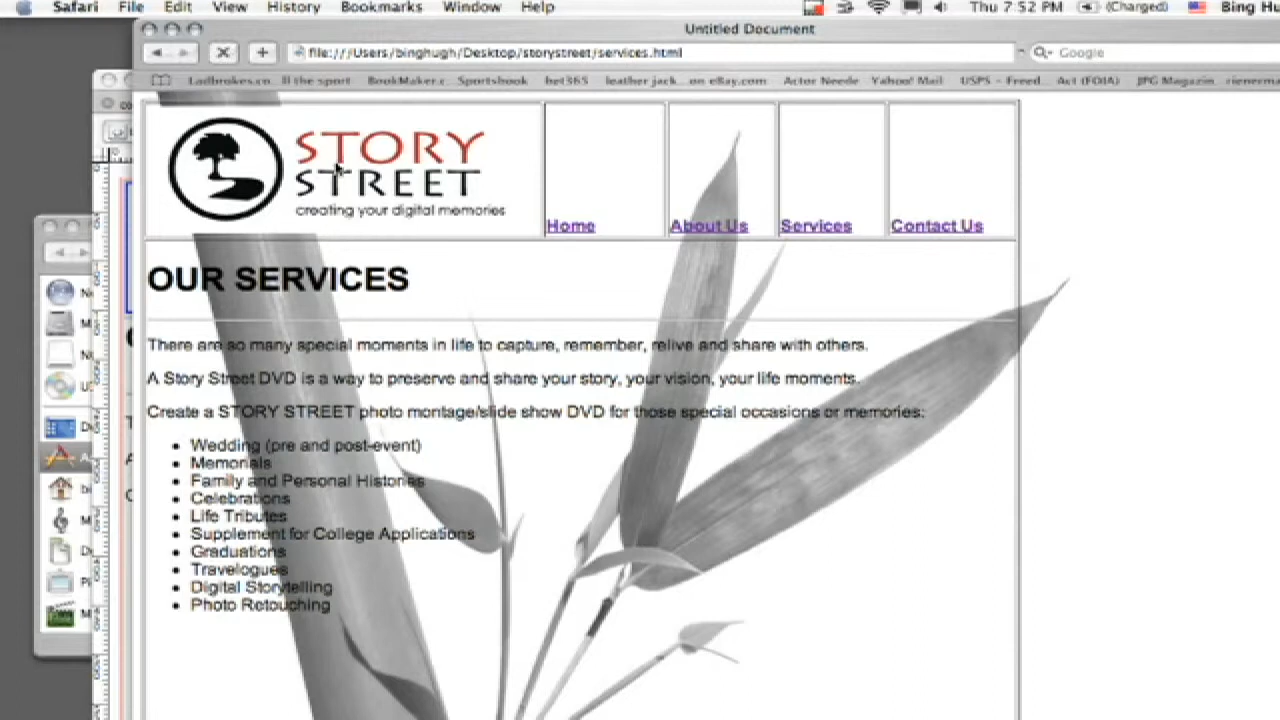 Safari File Edit View History Bookmarks Window Help Thu 7:52 PM (Charged)
Untitled Document
file:///Users/binghugh/Desktop/storystreet/services.html
Google
Ladbrokes.co ll the sport BookMaker.c Sportsbook bet365 leather jack...on eBay.com Yahoo! Mail USPS - Freed... Act (FOIA) JPG Magazin
STORY
STREET
creating your digital memories
Home About Us Services Contact Us
OUR SERVICES
There are so many special moments in life to capture, remember, relive and share with others.
A Story Street DVD is a way to preserve and share your story, your vision, your life moments.
Create a STORY STREET photo montage/slide show DVD for those special occasions or memories:
Wedding (pre and post-event)
Memorials
Family and Personal Histories
Celebrations
Life Tributes
Supplement for College Applications
Graduations
Travelogues
Digital Storytelling
Photo Retouching